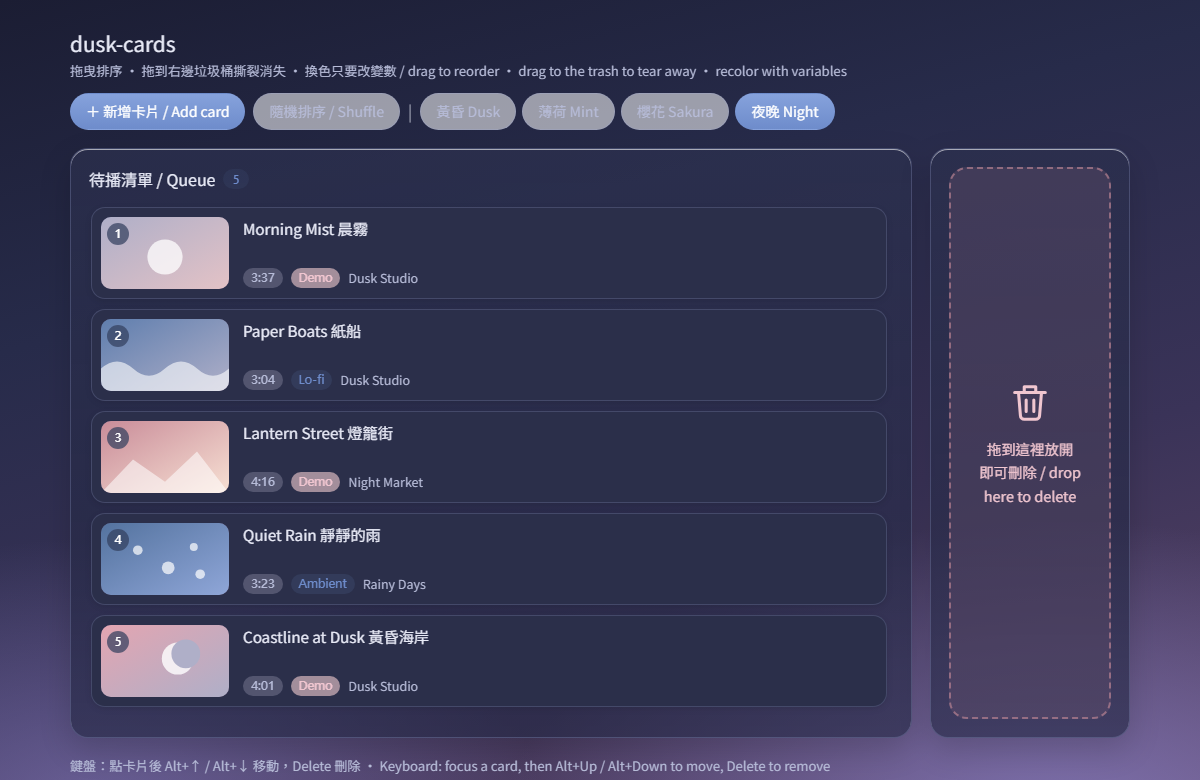 dusk-cards
拖曳排序 • 拖到右邊垃圾桶撕裂消失 • 換色只要改變數 / drag to reorder • drag to the trash to tear away • recolor with variables
+ 新增卡片 / Add card 隨機排序 / Shuffle | 黃昏 Dusk 薄荷 Mint 櫻花 Sakura 夜晚 Night
待播清單 / Queue 5
1
Morning Mist 晨霧
3:37 Demo Dusk Studio
2
Paper Boats 紙船
3:04 Lo-fi Dusk Studio
3
Lantern Street 燈籠街
4:16 Demo Night Market
4
Quiet Rain 靜靜的雨
3:23 Ambient Rainy Days
5
Coastline at Dusk 黃昏海岸
4:01 Demo Dusk Studio
拖到這裡放開
即可刪除 / drop
here to delete
鍵盤：點卡片後 Alt+↑ / Alt+↓ 移動，Delete 刪除 • Keyboard: focus a card, then Alt+Up / Alt+Down to move, Delete to remove